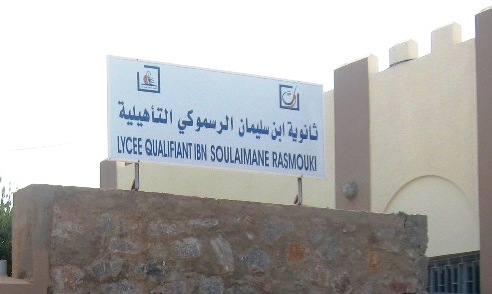 ثانوية ابن سليمان الرسموكي التأهيلية
LYCEE QUALIFIANT IBN SOULAIMANE RASMOUKI